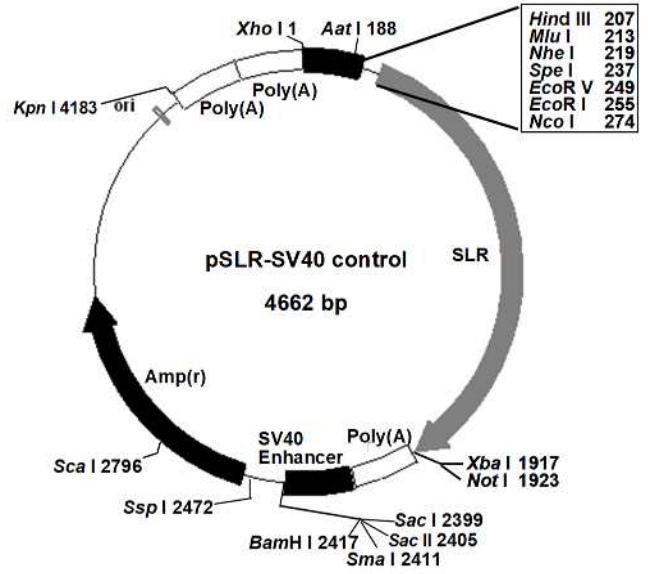 Xho I 1
Aat I 188
Hind III 207
Mlu I 213
Nhe I 219
Spe I 237
EcoR V 249
EcoR I 255
Nco I 274
Kpn I 4183
ori
Poly(A)
Poly(A)
pSLR-SV40 control
4662 bp
SLR
Amp(r)
SV40
Enhancer
Poly(A)
Sca I 2796
Ssp I 2472
Xba I 1917
Not I 1923
Sac I 2399
Sac II 2405
BamH I 2417
Sma I 2411